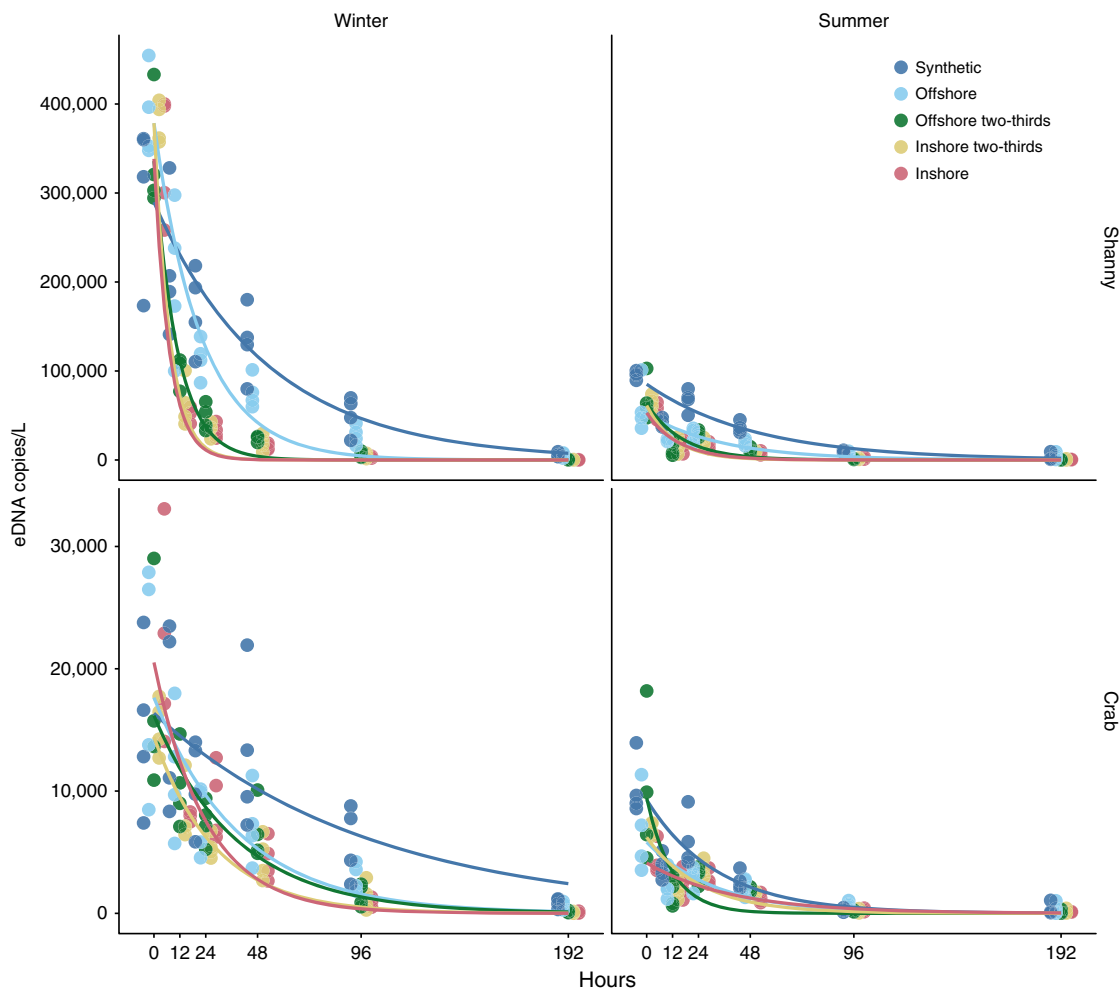 Winter
Summer
Synthetic
Offshore
Offshore two-thirds
Inshore two-thirds
Inshore
400,000
300,000
200,000
100,000
0
Shanny
eDNA copies/L
30,000
20,000
10,000
0
Crab
0 12 24 48 96 192
0 12 24 48 96 192
Hours